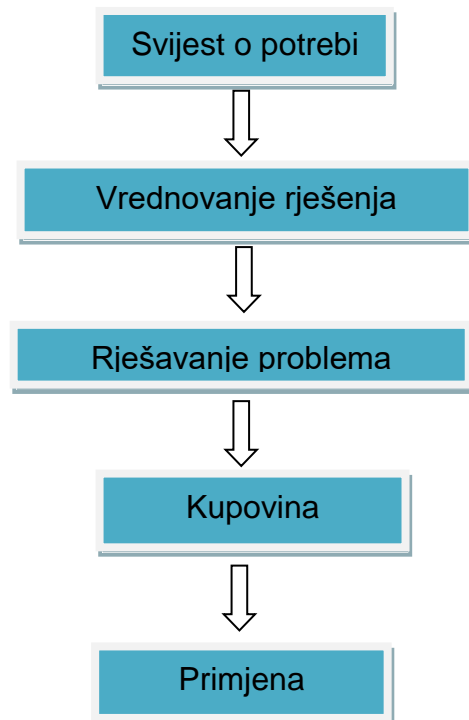 Svijest o potrebi
Vrednovanje rješenja
Rješavanje problema
Kupovina
Primjena